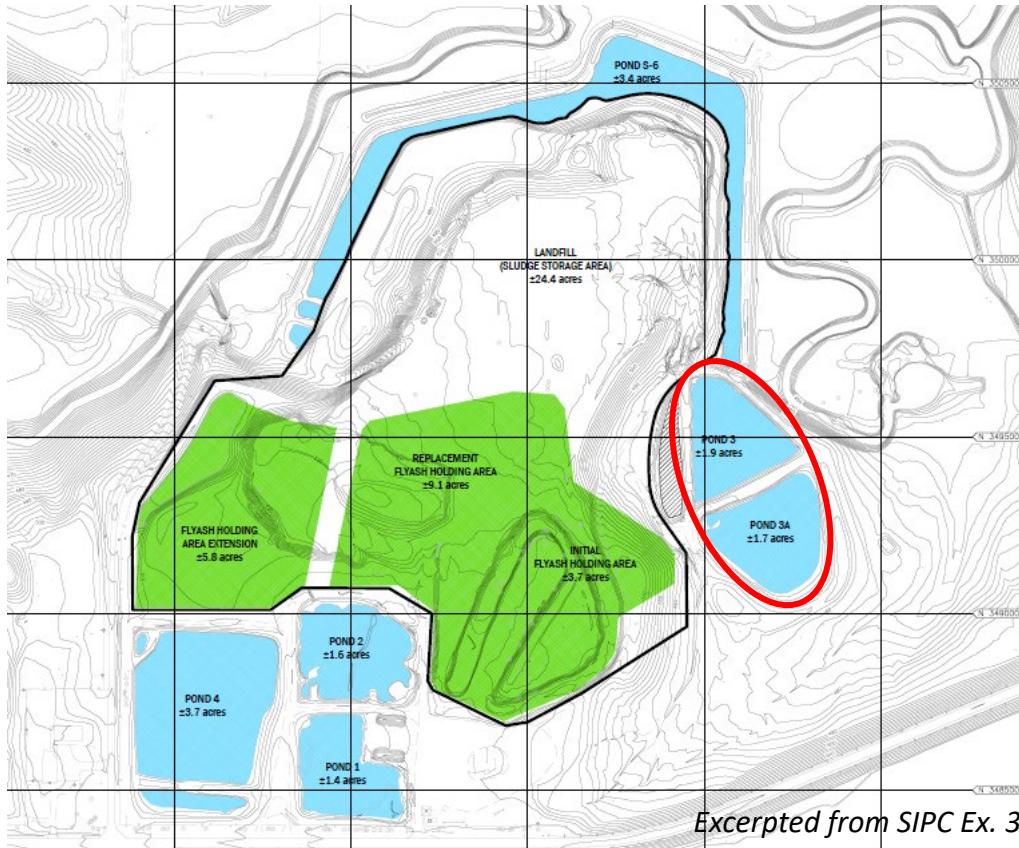 POND S-6
±3.4 acres
N 350500
LANDFILL
(SLUDGE STORAGE AREA)
±24.4 acres
N 350000
POND 3
±1.9 acres
N 349500
REPLACEMENT
FLYASH HOLDING AREA
±9.1 acres
FLYASH HOLDING
AREA EXTENSION
±5.8 acres
POND 3A
±1.7 acres
INITIAL
FLYASH HOLDING AREA
±3.7 acres
N 349000
POND 2
±1.6 acres
POND 4
±3.7 acres
POND 1
±1.4 acres
N 348500
Excerpted from SIPC Ex. 3